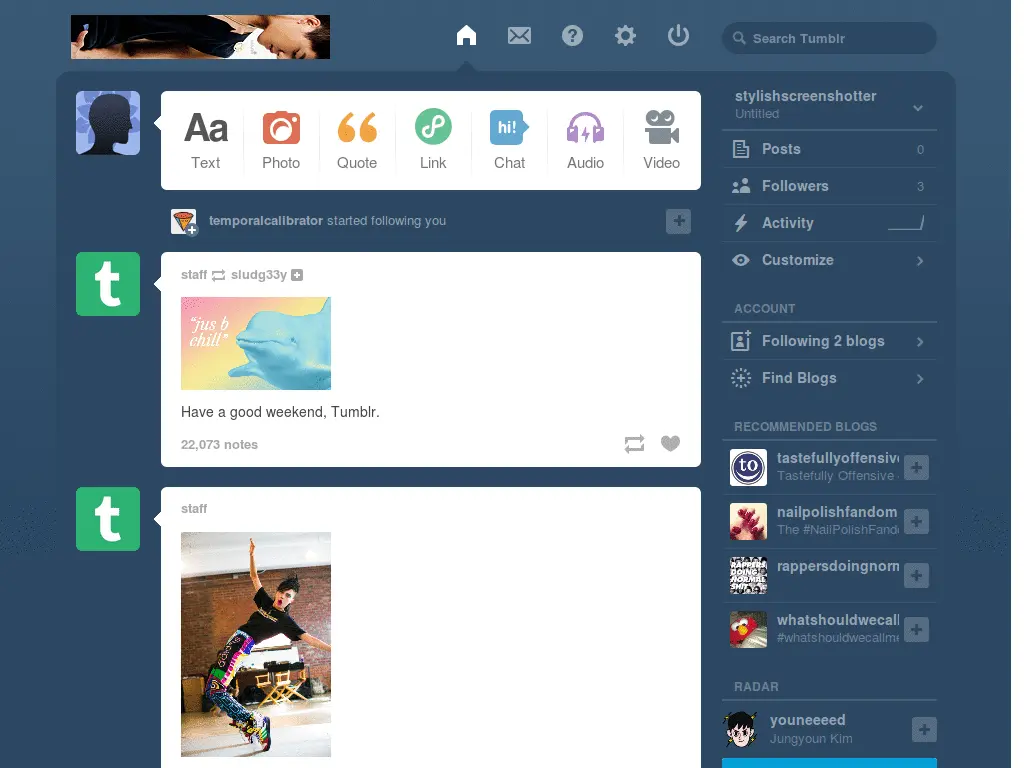 Search Tumblr
Aa
hi!
Text
Photo
Quote
Link
Chat
Audio
Video
temporalcalibrator started following you
t
staff sludg33y
"jus b
chill"
Have a good weekend, Tumblr.
22,073 notes
t
staff
stylishscreenshotter
Untitled
Posts 0
Followers 3
Activity
Customize
ACCOUNT
Following 2 blogs
Find Blogs
RECOMMENDED BLOGS
to
tastefullyoffensiv
Tastefully Offensive
nailpolishfandom
The #NailPolishFand
RAPPERS
DOING
NORMAL
SHIT
rappersdoingnorm
whatshouldwecall
#whatshouldwecallme
RADAR
youneeeed
Jungyoun Kim